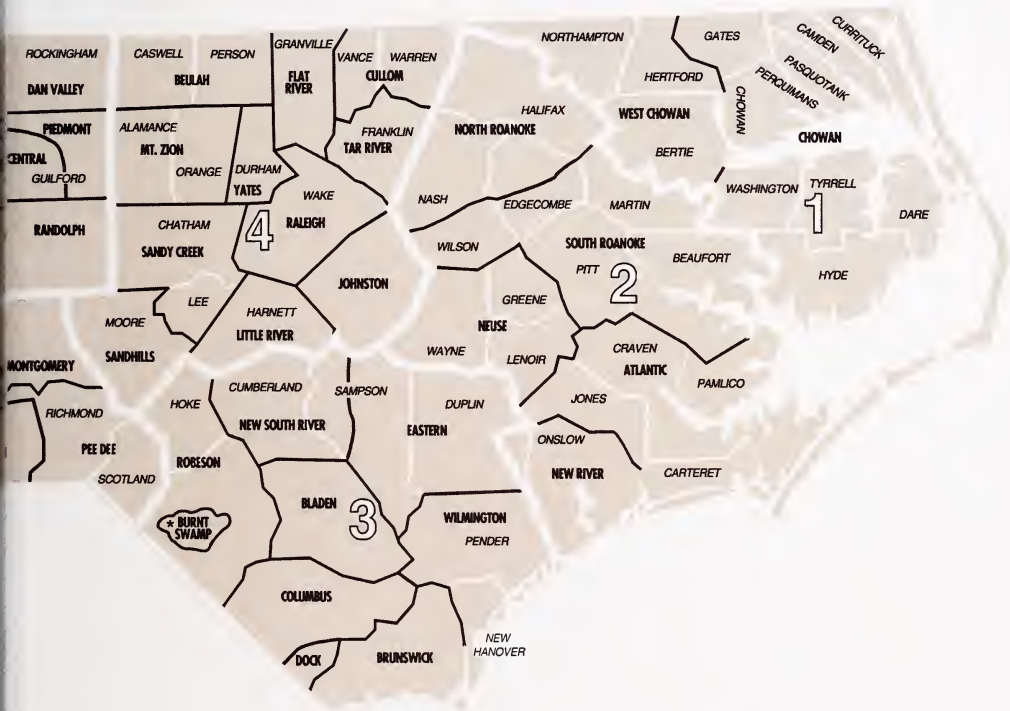 ROCKINGHAM
DAN VALLEY
CASWELL
PERSON
BEULAH
GRANVILLE
FLAT
RIVER
VANCE
WARREN
CULLOM
NORTHAMPTON
GATES
CAMDEN
CURRITUCK
PASQUOTANK
PERQUIMANS
HERTFORD
CHOWAN
CHOWAN
PIEDMONT
CENTRAL
GUILFORD
ALAMANCE
MT. ZION
ORANGE
DURHAM
YATES
FRANKLIN
TAR RIVER
HALIFAX
NORTH ROANOKE
WEST CHOWAN
BERTIE
WAKE
RALEIGH
4
NASH
EDGECOMBE
MARTIN
WASHINGTON
TYRRELL
1
DARE
RANDOLPH
CHATHAM
SANDY CREEK
WILSON
SOUTH ROANOKE
PITT
2
BEAUFORT
HYDE
LEE
HARNETT
LITTLE RIVER
JOHNSTON
GREENE
NEUSE
MOORE
SANDHILLS
WAYNE
LENOIR
CRAVEN
ATLANTIC
PAMLICO
MONTGOMERY
RICHMOND
PEE DEE
SCOTLAND
HOKE
CUMBERLAND
NEW SOUTH RIVER
SAMPSON
DUPLIN
EASTERN
JONES
ONSLOW
NEW RIVER
CARTERET
ROBESON
* BURNT
SWAMP
BLADEN
3
WILMINGTON
PENDER
COLUMBUS
DOCK
BRUNSWICK
NEW
HANOVER